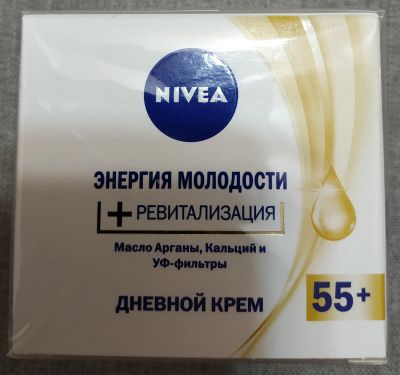 NIVEA
ЭНЕРГИЯ МОЛОДОСТИ
+РЕВИТАЛИЗАЦИЯ
Масло Арганы, Кальций и
УФ-фильтры
ДНЕВНОЙ КРЕМ
55+